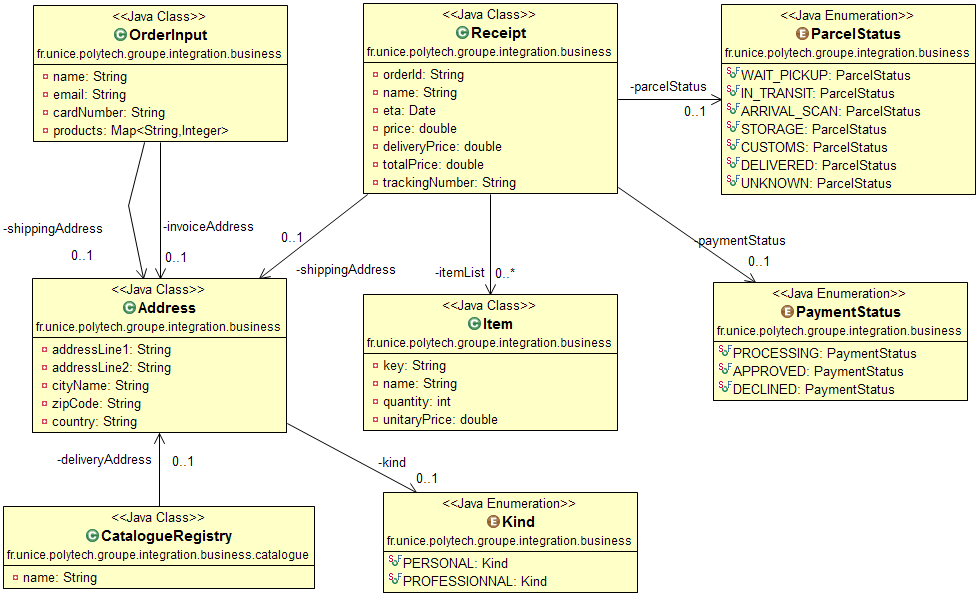 <<Java Class>>
OrderInput
fr.unice.polytech.groupe.integration.business
name: String
email: String
cardNumber: String
products: Map<String,Integer>
<<Java Class>>
Receipt
fr.unice.polytech.groupe.integration.business
orderId: String
name: String
eta: Date
price: double
deliveryPrice: double
totalPrice: double
trackingNumber: String
<<Java Enumeration>>
ParcelStatus
fr.unice.polytech.groupe.integration.business
WAIT_PICKUP: ParcelStatus
IN_TRANSIT: ParcelStatus
ARRIVAL_SCAN: ParcelStatus
STORAGE: ParcelStatus
CUSTOMS: ParcelStatus
DELIVERED: ParcelStatus
UNKNOWN: ParcelStatus
-parcelStatus
0..1
-shippingAddress
0..1
-invoiceAddress
0..1
0..1
-shippingAddress
-itemList
0..*
-paymentStatus
0..1
<<Java Class>>
Address
fr.unice.polytech.groupe.integration.business
addressLine1: String
addressLine2: String
cityName: String
zipCode: String
country: String
<<Java Class>>
Item
fr.unice.polytech.groupe.integration.business
key: String
name: String
quantity: int
unitaryPrice: double
<<Java Enumeration>>
PaymentStatus
fr.unice.polytech.groupe.integration.business
PROCESSING: PaymentStatus
APPROVED: PaymentStatus
DECLINED: PaymentStatus
-deliveryAddress
0..1
-kind
0..1
<<Java Class>>
CatalogueRegistry
fr.unice.polytech.groupe.integration.business.catalogue
name: String
<<Java Enumeration>>
Kind
fr.unice.polytech.groupe.integration.business
PERSONAL: Kind
PROFESSIONNAL: Kind